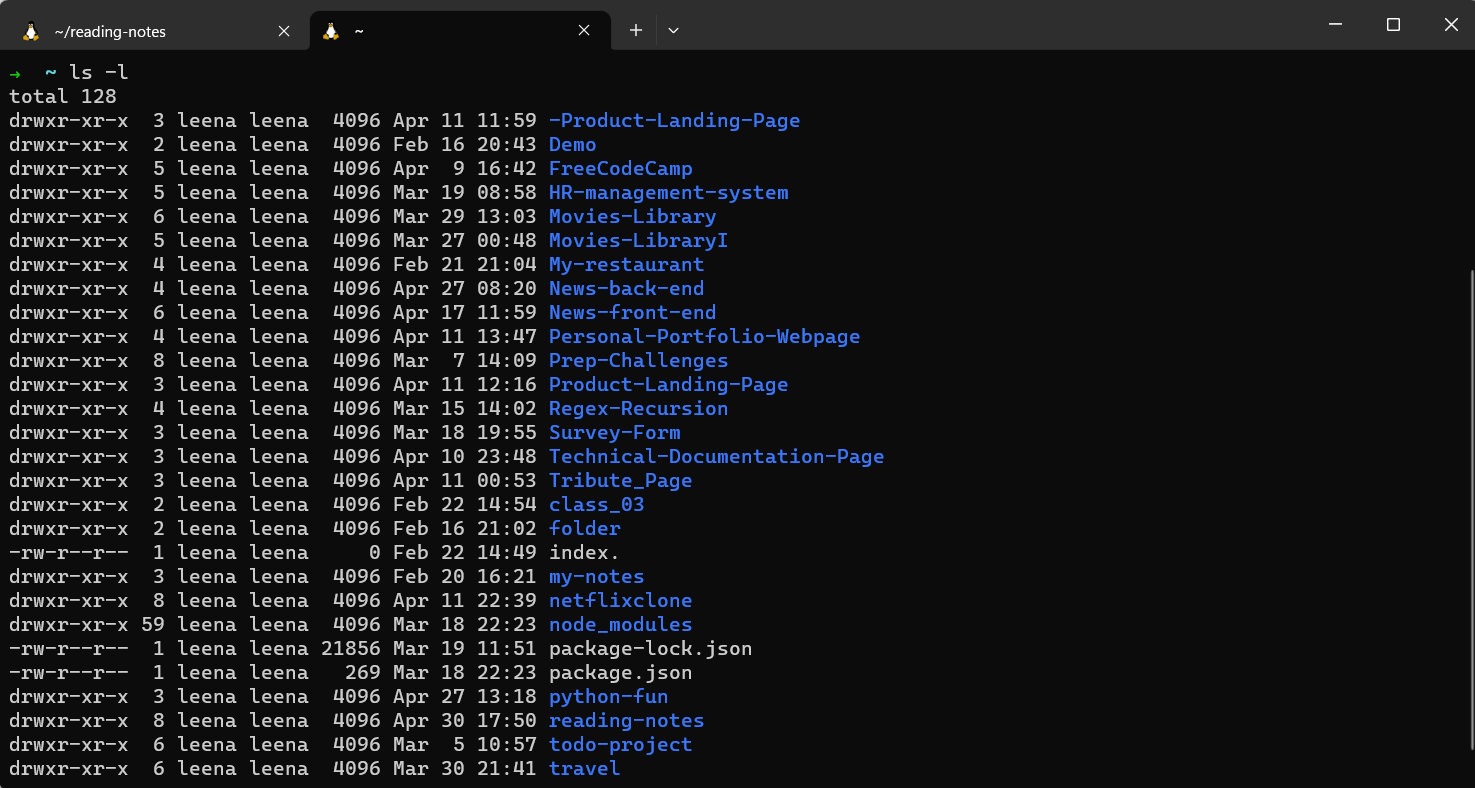 ~/reading-notes
~
→ ~ ls -l
total 128
drwxr-xr-x  3 leena leena  4096 Apr 11 11:59 -Product-Landing-Page
drwxr-xr-x  2 leena leena  4096 Feb 16 20:43 Demo
drwxr-xr-x  5 leena leena  4096 Apr  9 16:42 FreeCodeCamp
drwxr-xr-x  5 leena leena  4096 Mar 19 08:58 HR-management-system
drwxr-xr-x  6 leena leena  4096 Mar 29 13:03 Movies-Library
drwxr-xr-x  5 leena leena  4096 Mar 27 00:48 Movies-LibraryI
drwxr-xr-x  4 leena leena  4096 Feb 21 21:04 My-restaurant
drwxr-xr-x  4 leena leena  4096 Apr 27 08:20 News-back-end
drwxr-xr-x  6 leena leena  4096 Apr 17 11:59 News-front-end
drwxr-xr-x  4 leena leena  4096 Apr 11 13:47 Personal-Portfolio-Webpage
drwxr-xr-x  8 leena leena  4096 Mar  7 14:09 Prep-Challenges
drwxr-xr-x  3 leena leena  4096 Apr 11 12:16 Product-Landing-Page
drwxr-xr-x  4 leena leena  4096 Mar 15 14:02 Regex-Recursion
drwxr-xr-x  3 leena leena  4096 Mar 18 19:55 Survey-Form
drwxr-xr-x  3 leena leena  4096 Apr 10 23:48 Technical-Documentation-Page
drwxr-xr-x  3 leena leena  4096 Apr 11 00:53 Tribute_Page
drwxr-xr-x  2 leena leena  4096 Feb 22 14:54 class_03
drwxr-xr-x  2 leena leena  4096 Feb 16 21:02 folder
-rw-r--r--  1 leena leena     0 Feb 22 14:49 index.
drwxr-xr-x  3 leena leena  4096 Feb 20 16:21 my-notes
drwxr-xr-x  8 leena leena  4096 Apr 11 22:39 netflixclone
drwxr-xr-x 59 leena leena  4096 Mar 18 22:23 node_modules
-rw-r--r--  1 leena leena 21856 Mar 19 11:51 package-lock.json
-rw-r--r--  1 leena leena   269 Mar 18 22:23 package.json
drwxr-xr-x  3 leena leena  4096 Apr 27 13:18 python-fun
drwxr-xr-x  8 leena leena  4096 Apr 30 17:50 reading-notes
drwxr-xr-x  6 leena leena  4096 Mar  5 10:57 todo-project
drwxr-xr-x  6 leena leena  4096 Mar 30 21:41 travel